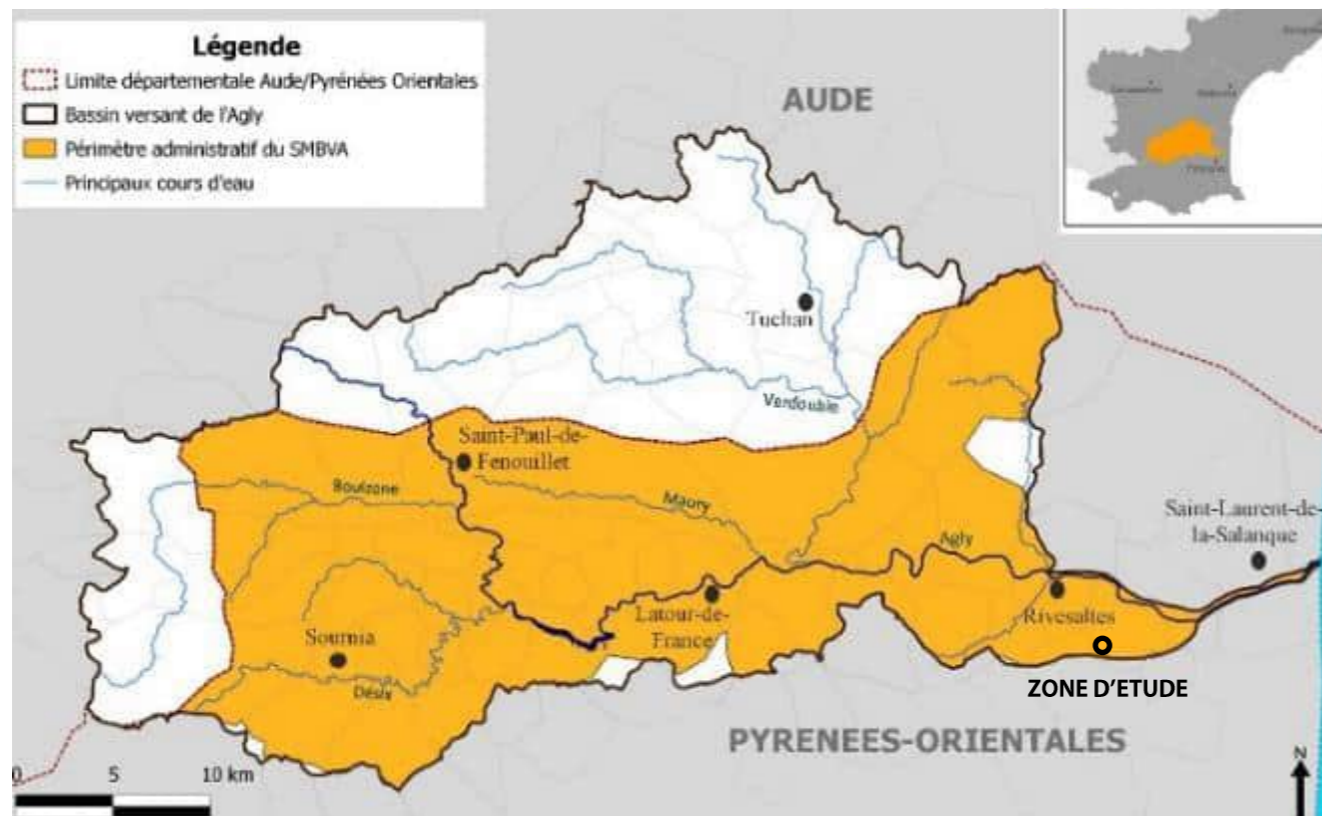 Légende
Limite départementale Aude/Pyrénées Orientales
Bassin versant de l'Agly
Périmètre administratif du SMBVA
Principaux cours d'eau
AUDE
Tuchan
Verdouble
Saint-Paul-de-
Fenouillet
Boulzane
Maury
Saint-Laurent-de-
la-Salanque
Agly
Latour-de-
France
Rivesaltes
Sournia
Désix
ZONE D'ETUDE
PYRENEES-ORIENTALES
0 5 10 km
N